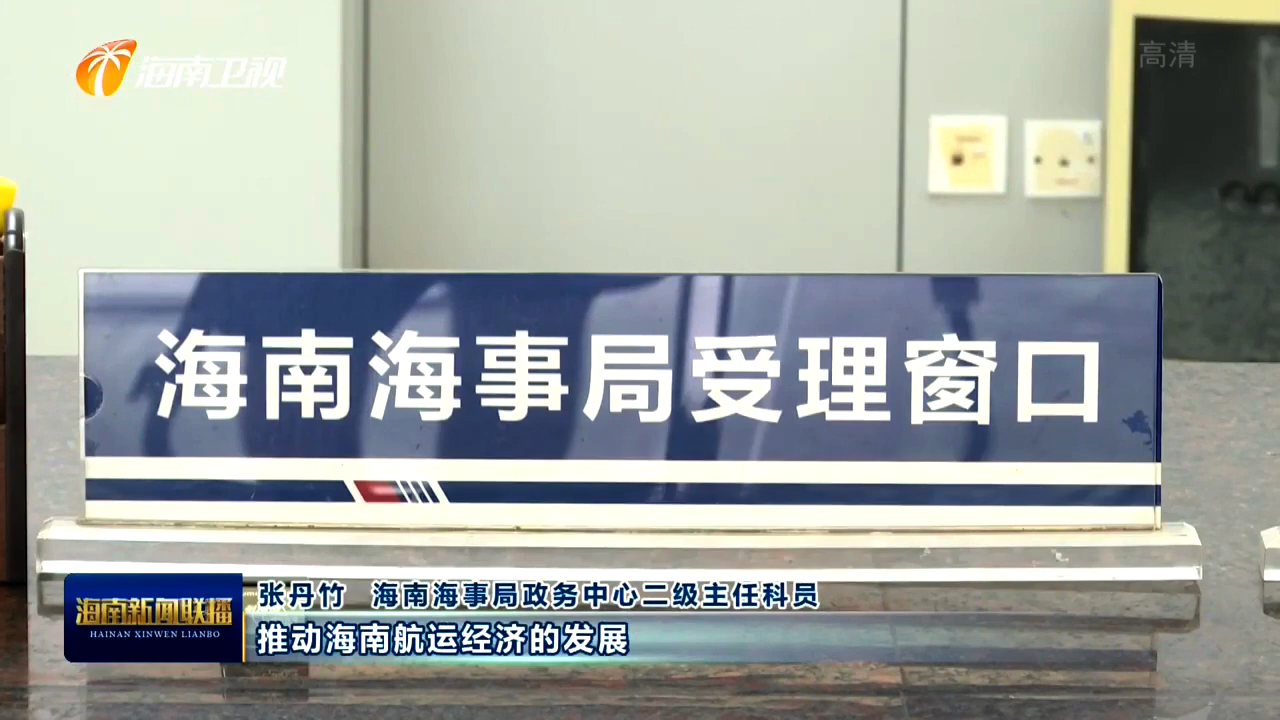 海南卫视
高清
海南海事局受理窗口
张丹竹 海南海事局政务中心二级主任科员
海南新闻联播
HAINAN XINWEN LIANBO
推动海南航运经济的发展